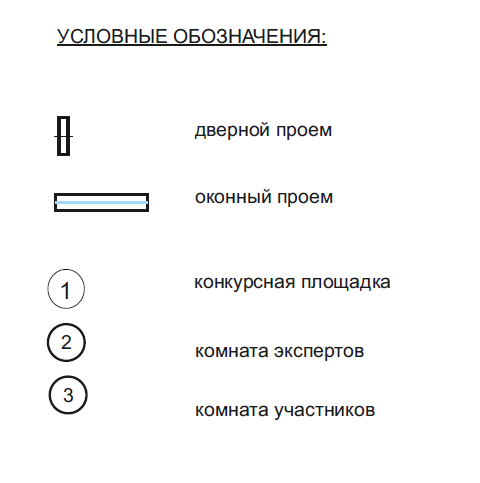 УСЛОВНЫЕ ОБОЗНАЧЕНИЯ:
дверной проем
оконный проем
1 конкурсная площадка
2 комната экспертов
3 комната участников